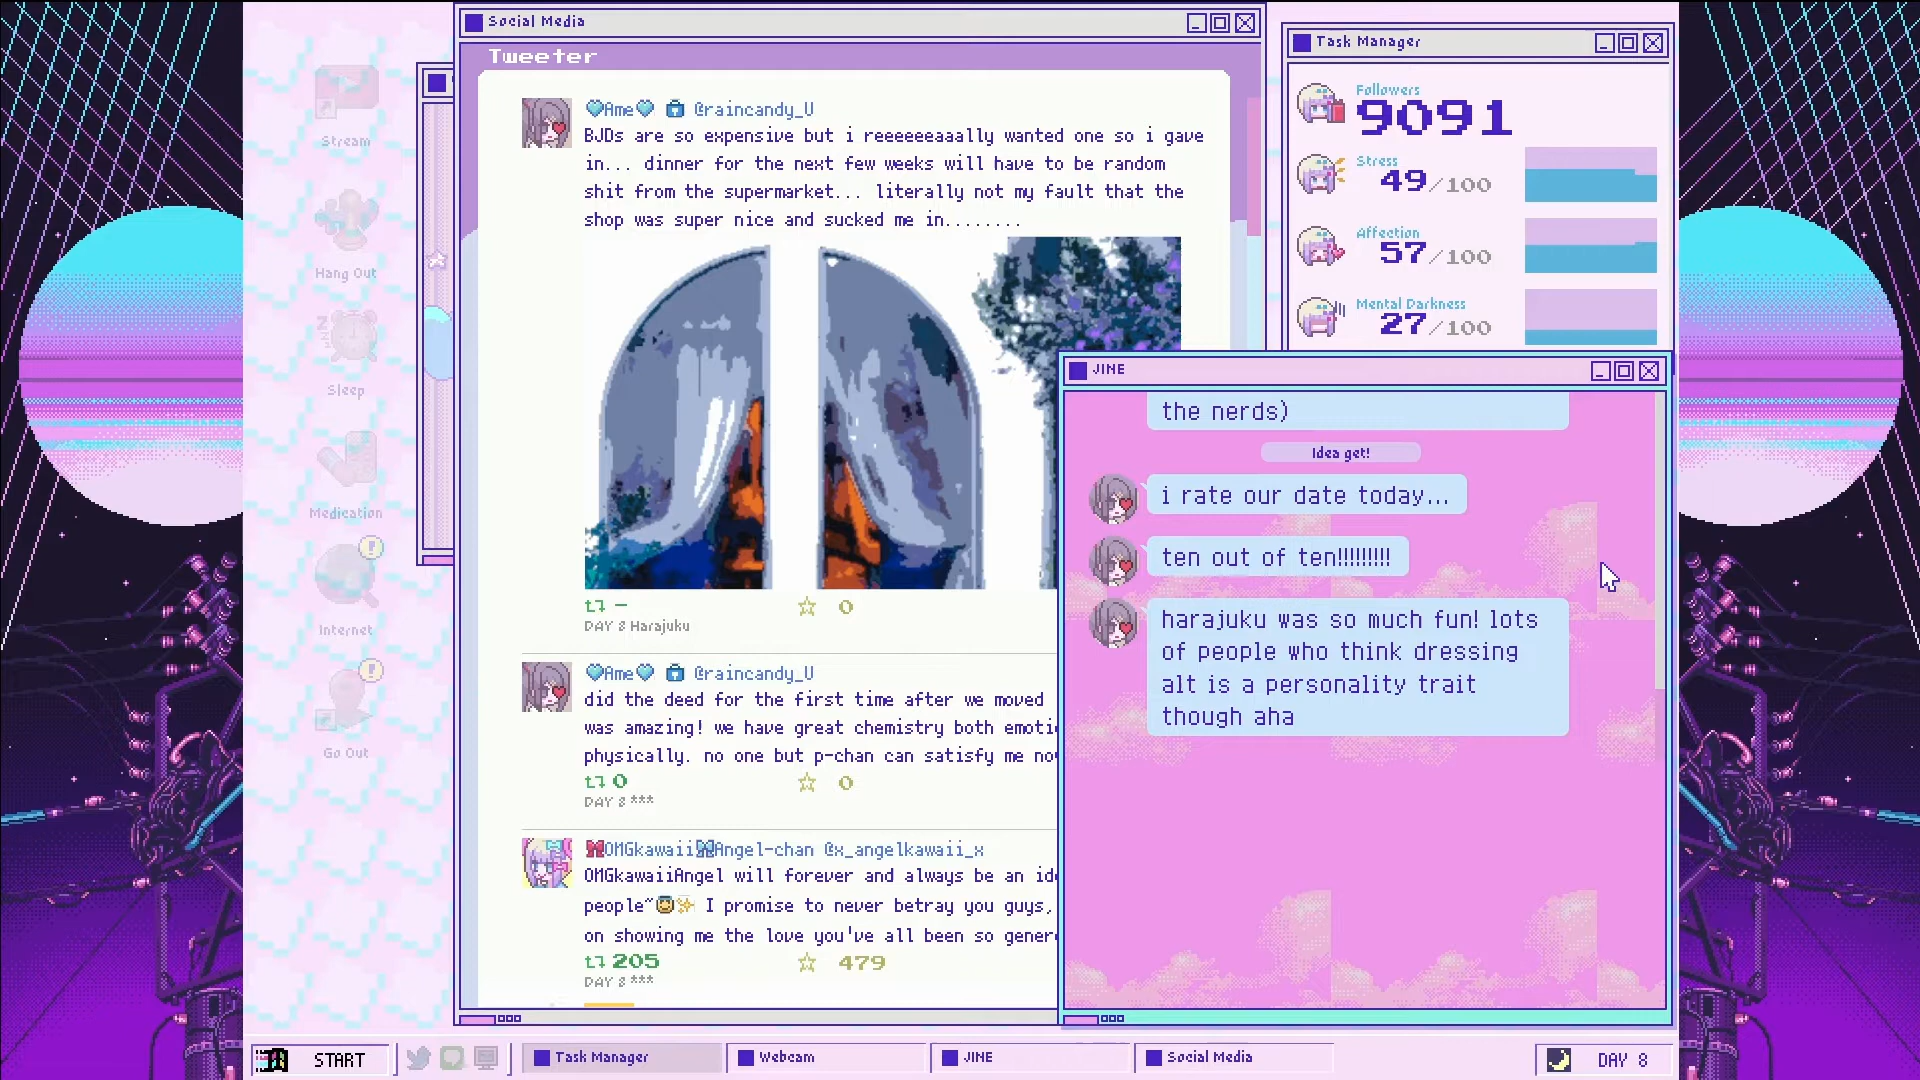 Social Media
Tweeter
Ame @raincandy_U
BJDs are so expensive but i reeeeeeaaally wanted one so i gave
in... dinner for the next few weeks will have to be random
shit from the supermarket... literally not my fault that the
shop was super nice and sucked me in........
-
0
DAY 8 Harajuku
Ame @raincandy_U
did the deed for the first time after we moved
was amazing! we have great chemistry both
physically. no one but p-chan can satisfy me
0
0
DAY 8 ***
OMGkawaiiAngel-chan @x_angelkawaii_x
OMGkawaiiAngel will forever and always be an
people~ I promise to never betray you guys,
on showing me the love you've all been so
205
479
DAY 8 ***
Task Manager
Followers
9091
Stress
49/100
Affection
57/100
Mental Darkness
27/100
JINE
the nerds)
Idea get!
i rate our date today...
ten out of ten!!!!!!!!!
harajuku was so much fun! lots
of people who think dressing
alt is a personality trait
though aha
Stream
Hang Out
Sleep
Medication
Internet
Go Out
START
Task Manager
Webcam
JINE
Social Media
DAY 8